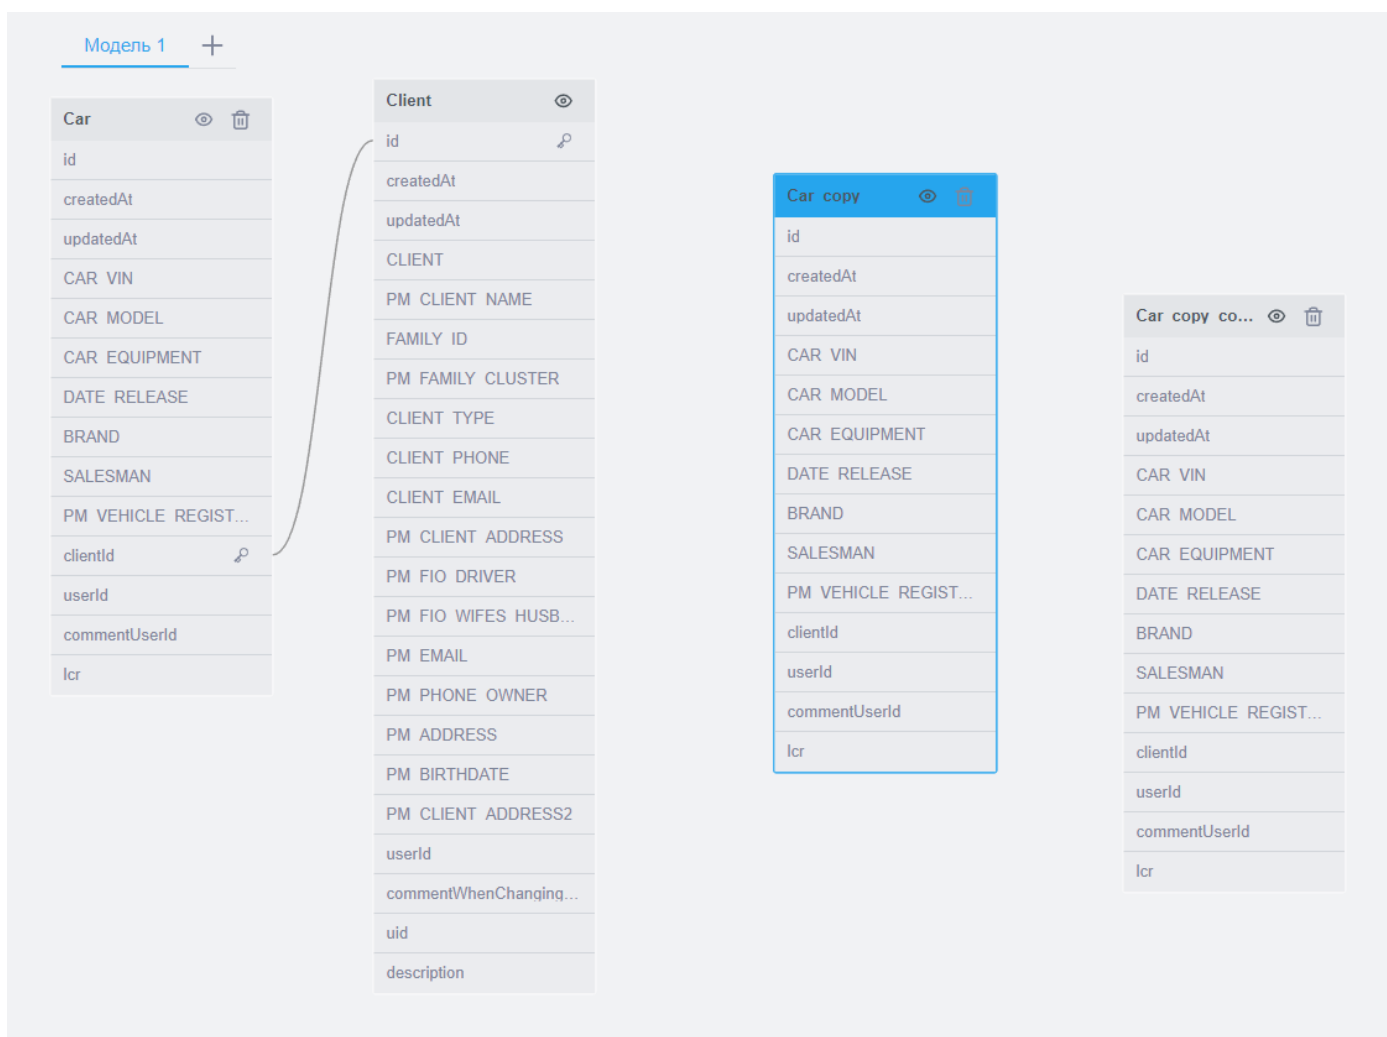 Модель 1
Car
id
createdAt
updatedAt
CAR VIN
CAR MODEL
CAR EQUIPMENT
DATE RELEASE
BRAND
SALESMAN
PM VEHICLE REGIST...
clientId
userId
commentUserId
lcr
Client
id
createdAt
updatedAt
CLIENT
PM CLIENT NAME
FAMILY ID
PM FAMILY CLUSTER
CLIENT TYPE
CLIENT PHONE
CLIENT EMAIL
PM CLIENT ADDRESS
PM FIO DRIVER
PM FIO WIFES HUSB...
PM EMAIL
PM PHONE OWNER
PM ADDRESS
PM BIRTHDATE
PM CLIENT ADDRESS2
userId
commentWhenChanging...
uid
description
Car copy
id
createdAt
updatedAt
CAR VIN
CAR MODEL
CAR EQUIPMENT
DATE RELEASE
BRAND
SALESMAN
PM VEHICLE REGIST...
clientId
userId
commentUserId
lcr
Car copy co...
id
createdAt
updatedAt
CAR VIN
CAR MODEL
CAR EQUIPMENT
DATE RELEASE
BRAND
SALESMAN
PM VEHICLE REGIST...
clientId
userId
commentUserId
lcr